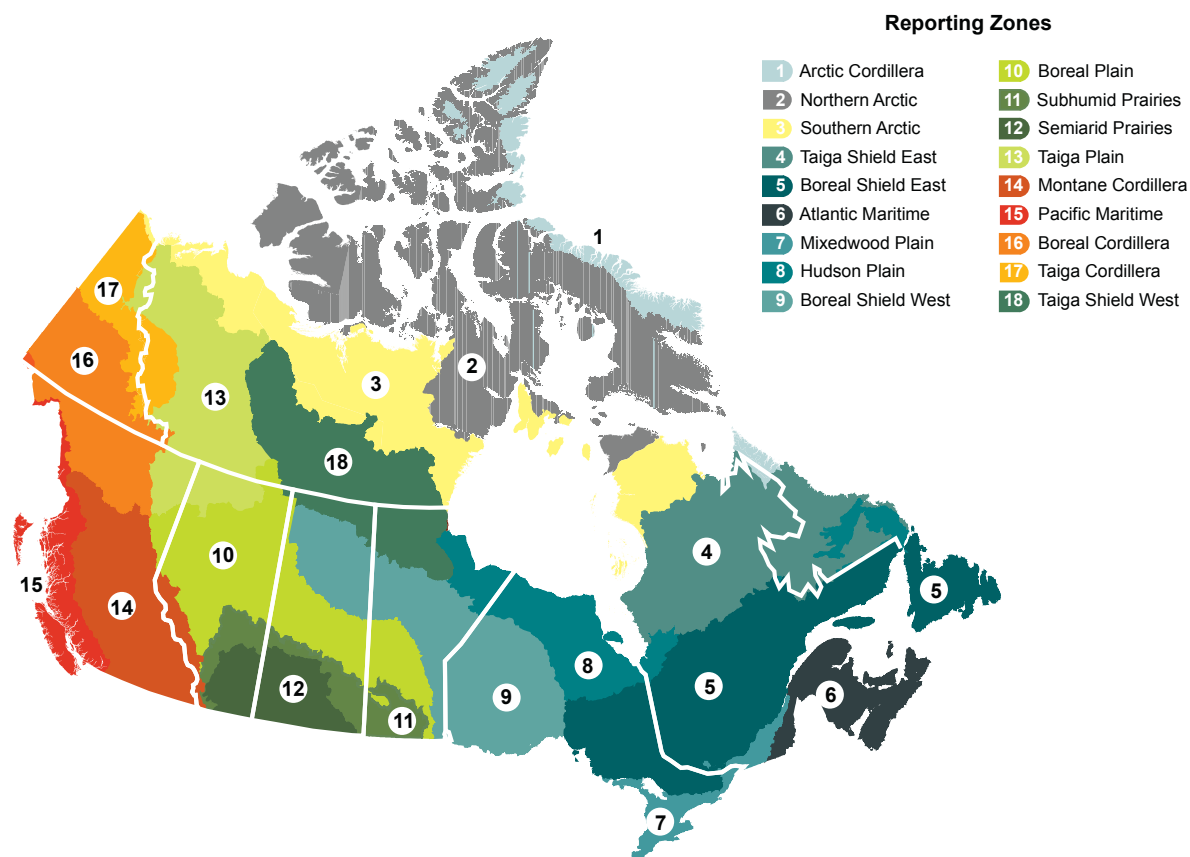 Reporting Zones
1 Arctic Cordillera
2 Northern Arctic
3 Southern Arctic
4 Taiga Shield East
5 Boreal Shield East
6 Atlantic Maritime
7 Mixedwood Plain
8 Hudson Plain
9 Boreal Shield West
10 Boreal Plain
11 Subhumid Prairies
12 Semiarid Prairies
13 Taiga Plain
14 Montane Cordillera
15 Pacific Maritime
16 Boreal Cordillera
17 Taiga Cordillera
18 Taiga Shield West
1
17
16
2
3
13
18
10
4
15
14
5
8
12
5
6
9
11
7